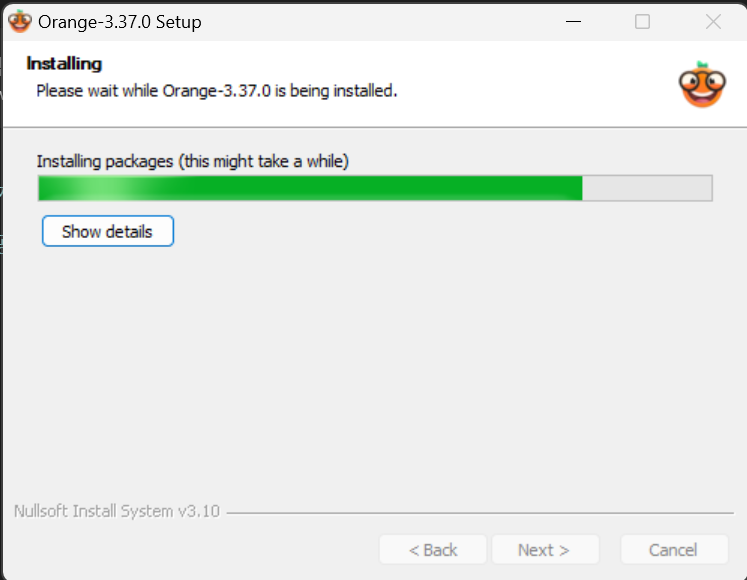 Orange-3.37.0 Setup
Installing
Please wait while Orange-3.37.0 is being installed.
Installing packages (this might take a while)
Show details
Nullsoft Install System v3.10
< Back
Next >
Cancel